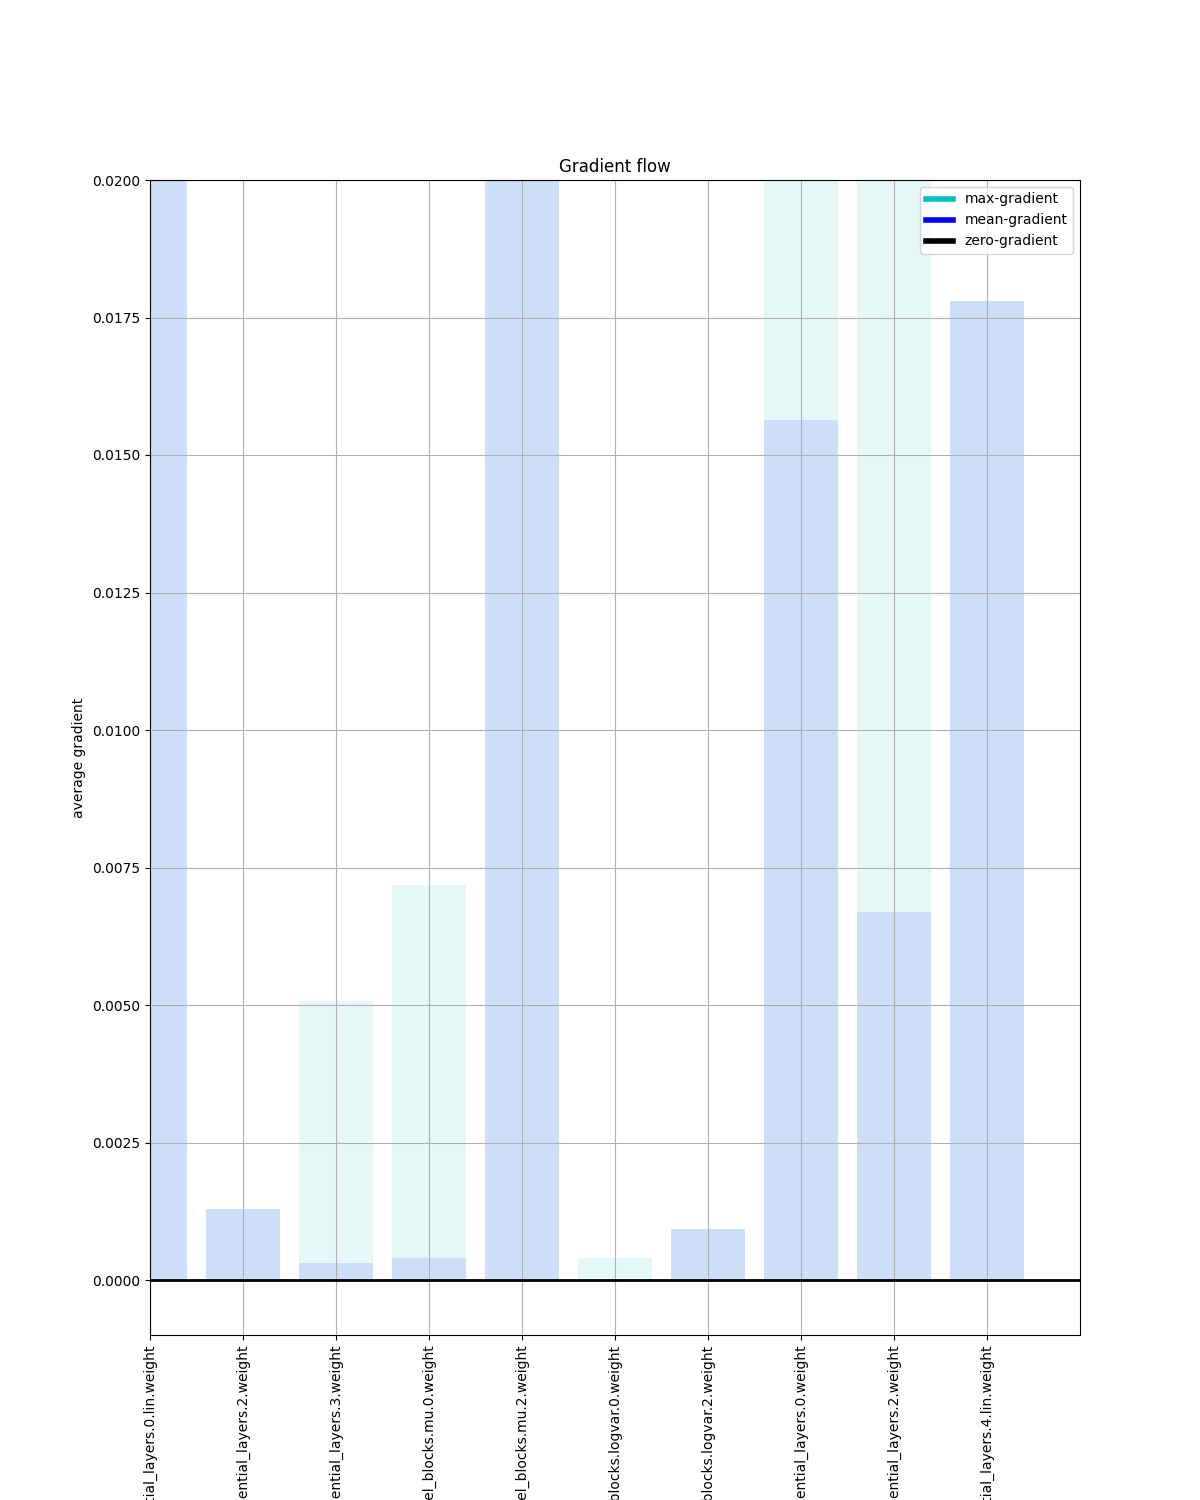 Gradient flow
max-gradient
mean-gradient
zero-gradient
0.0200
0.0175
0.0150
0.0125
0.0100
0.0075
0.0050
0.0025
0.0000
average gradient
tial_layers.0.lin.weight
ential_layers.2.weight
ential_layers.3.weight
el_blocks.mu.0.weight
el_blocks.mu.2.weight
blocks.logvar.0.weight
blocks.logvar.2.weight
ential_layers.0.weight
ential_layers.2.weight
tial_layers.4.lin.weight